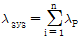 λsys = n∑i = 1 λp